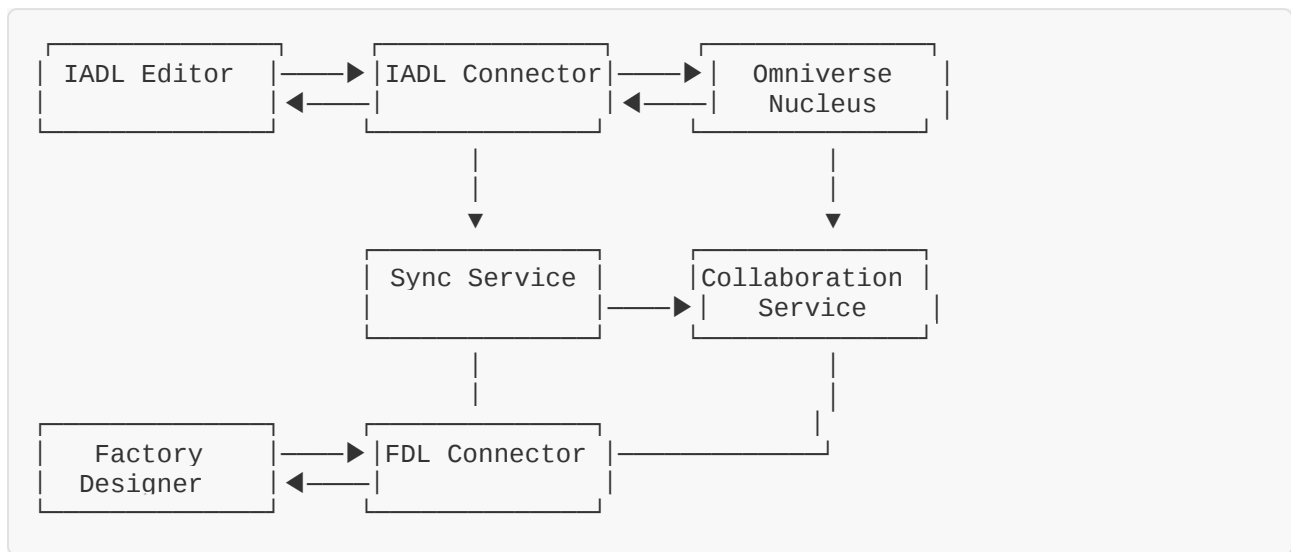 IADL Editor
IADL Connector
Omniverse
Nucleus
Sync Service
Collaboration
Service
Factory
Designer
FDL Connector